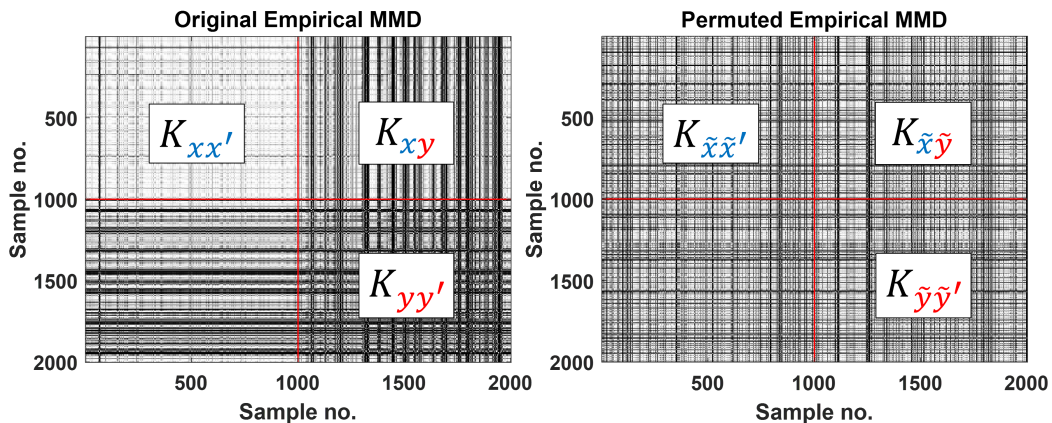 Original Empirical MMD
Sample no.
500
1000
1500
2000
K_{xx'}
K_{xy}
K_{yy'}
500 1000 1500 2000
Sample no.
Permuted Empirical MMD
Sample no.
500
1000
1500
2000
K_{x̃x̃'}
K_{x̃ỹ}
K_{ỹỹ'}
500 1000 1500 2000
Sample no.